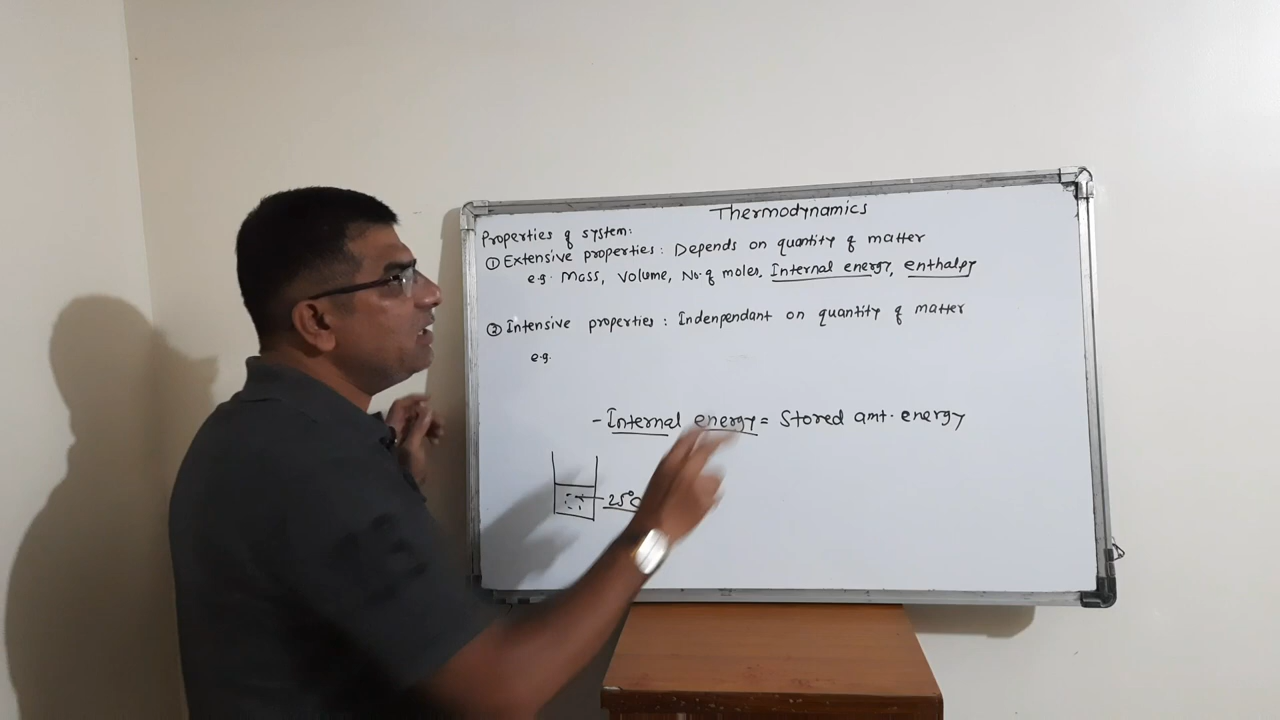 Thermodynamics
Properties of system:
① Extensive properties: Depends on quantity of matter
e.g. Mass, Volume, No. of moles, Internal energy, enthalpy
② Intensive properties: Indenpendant on quantity of matter
e.g.
- Internal energy = Stored amt. energy
25°C